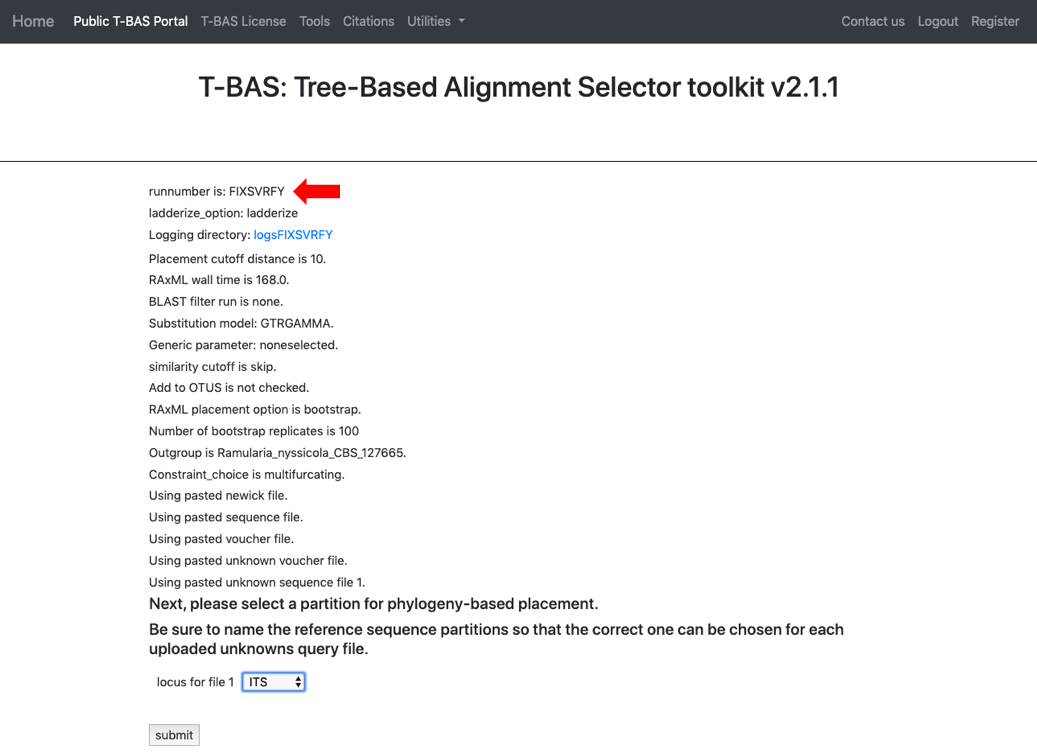 Home Public T-BAS Portal T-BAS License Tools Citations Utilities Contact us Logout Register
T-BAS: Tree-Based Alignment Selector toolkit v2.1.1
runnumber is: FIXSVRFY
ladderize_option: ladderize
Logging directory: logsFIXSVRFY
Placement cutoff distance is 10.
RAxML wall time is 168.0.
BLAST filter run is none.
Substitution model: GTRGAMMA.
Generic parameter: noneselected.
similarity cutoff is skip.
Add to OTUS is not checked.
RAxML placement option is bootstrap.
Number of bootstrap replicates is 100
Outgroup is Ramularia_nyssicola_CBS_127665.
Constraint_choice is multifurcating.
Using pasted newick file.
Using pasted sequence file.
Using pasted voucher file.
Using pasted unknown voucher file.
Using pasted unknown sequence file 1.
Next, please select a partition for phylogeny-based placement.
Be sure to name the reference sequence partitions so that the correct one can be chosen for each
uploaded unknowns query file.
locus for file 1 ITS
submit